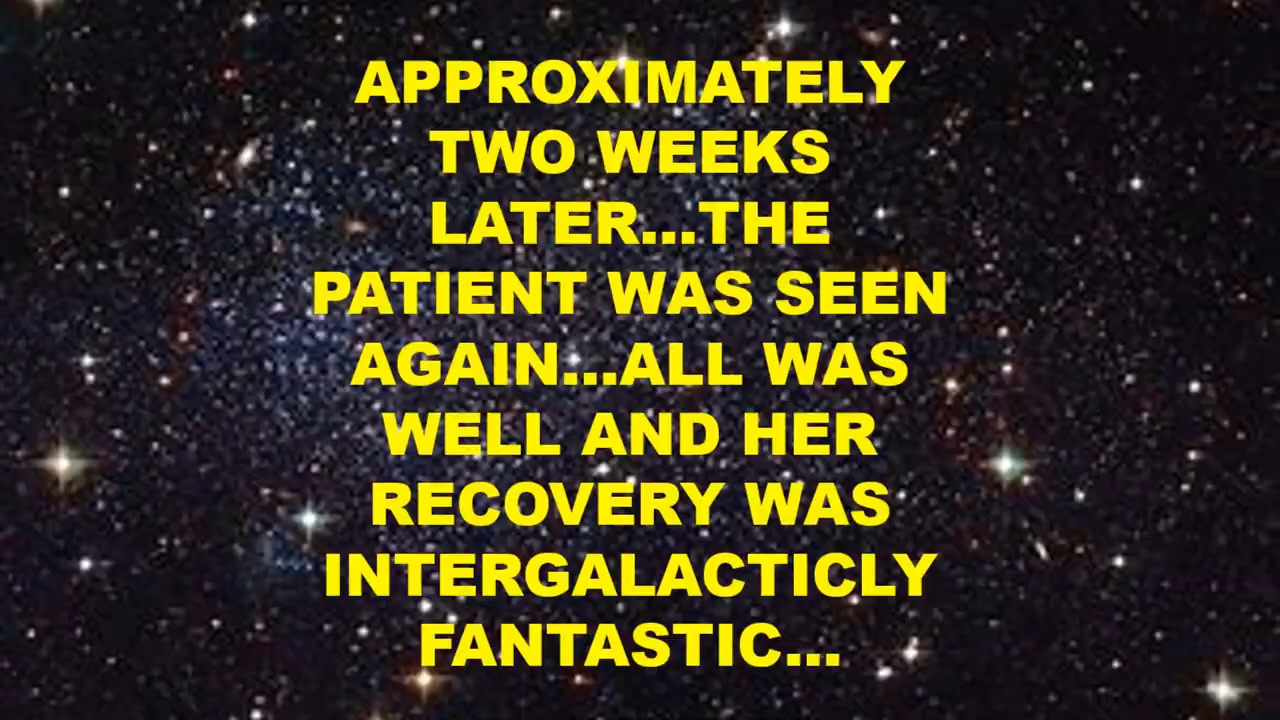 APPROXIMATELY
TWO WEEKS
LATER...THE
PATIENT WAS SEEN
AGAIN...ALL WAS
WELL AND HER
RECOVERY WAS
INTERGALACTICLY
FANTASTIC...